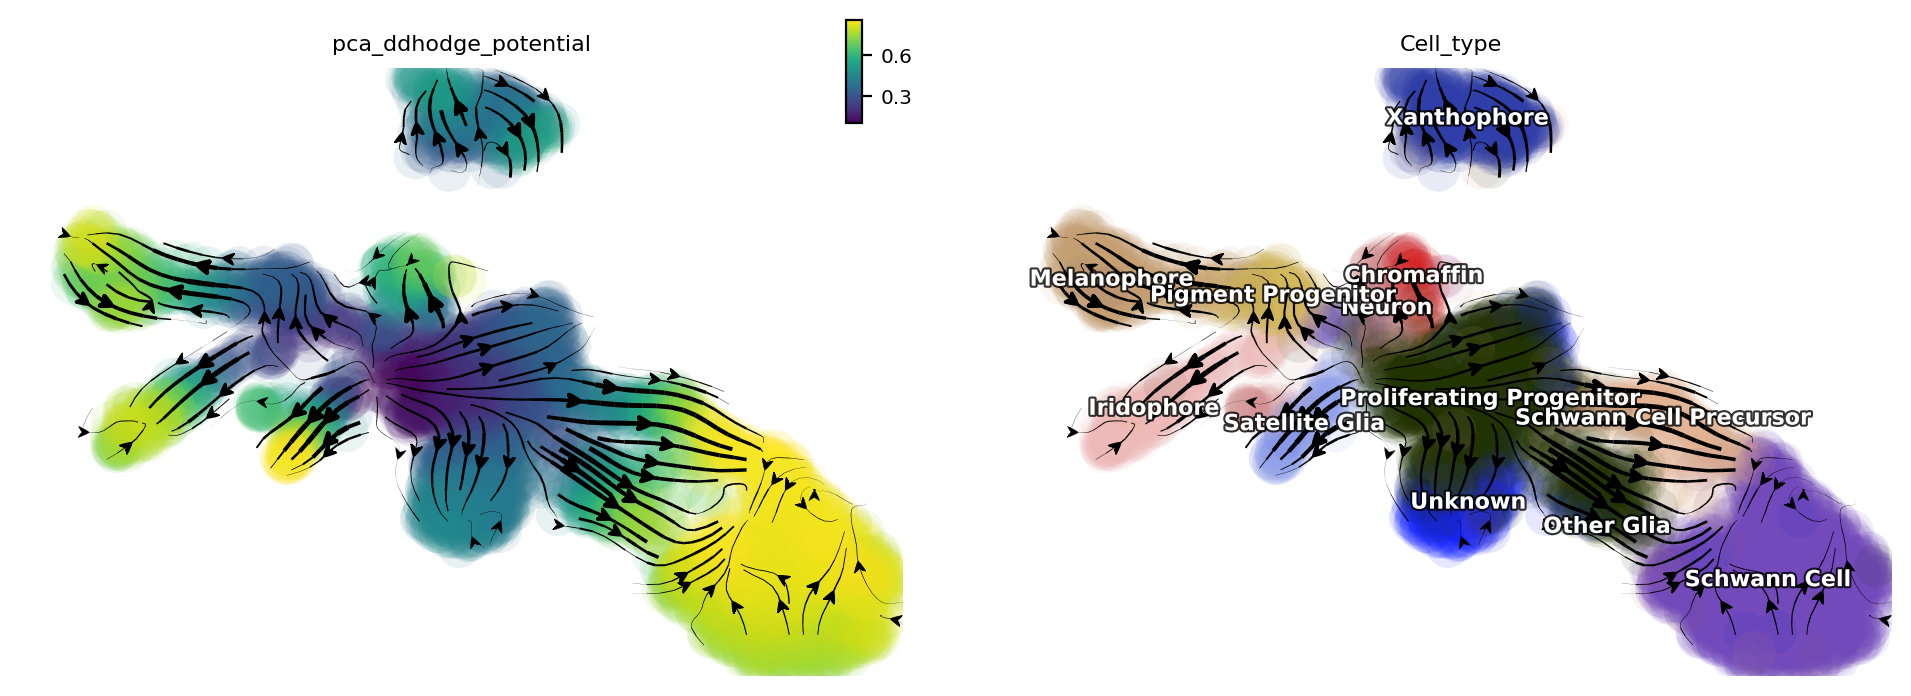 pca_ddhodge_potential
0.6
0.3
Cell_type
Xanthophore
Melanophore
Chromaffin
Pigment Progenitor
Neuron
Iridophore
Proliferating Progenitor
Schwann Cell Precursor
Satellite Glia
Unknown
Other Glia
Schwann Cell